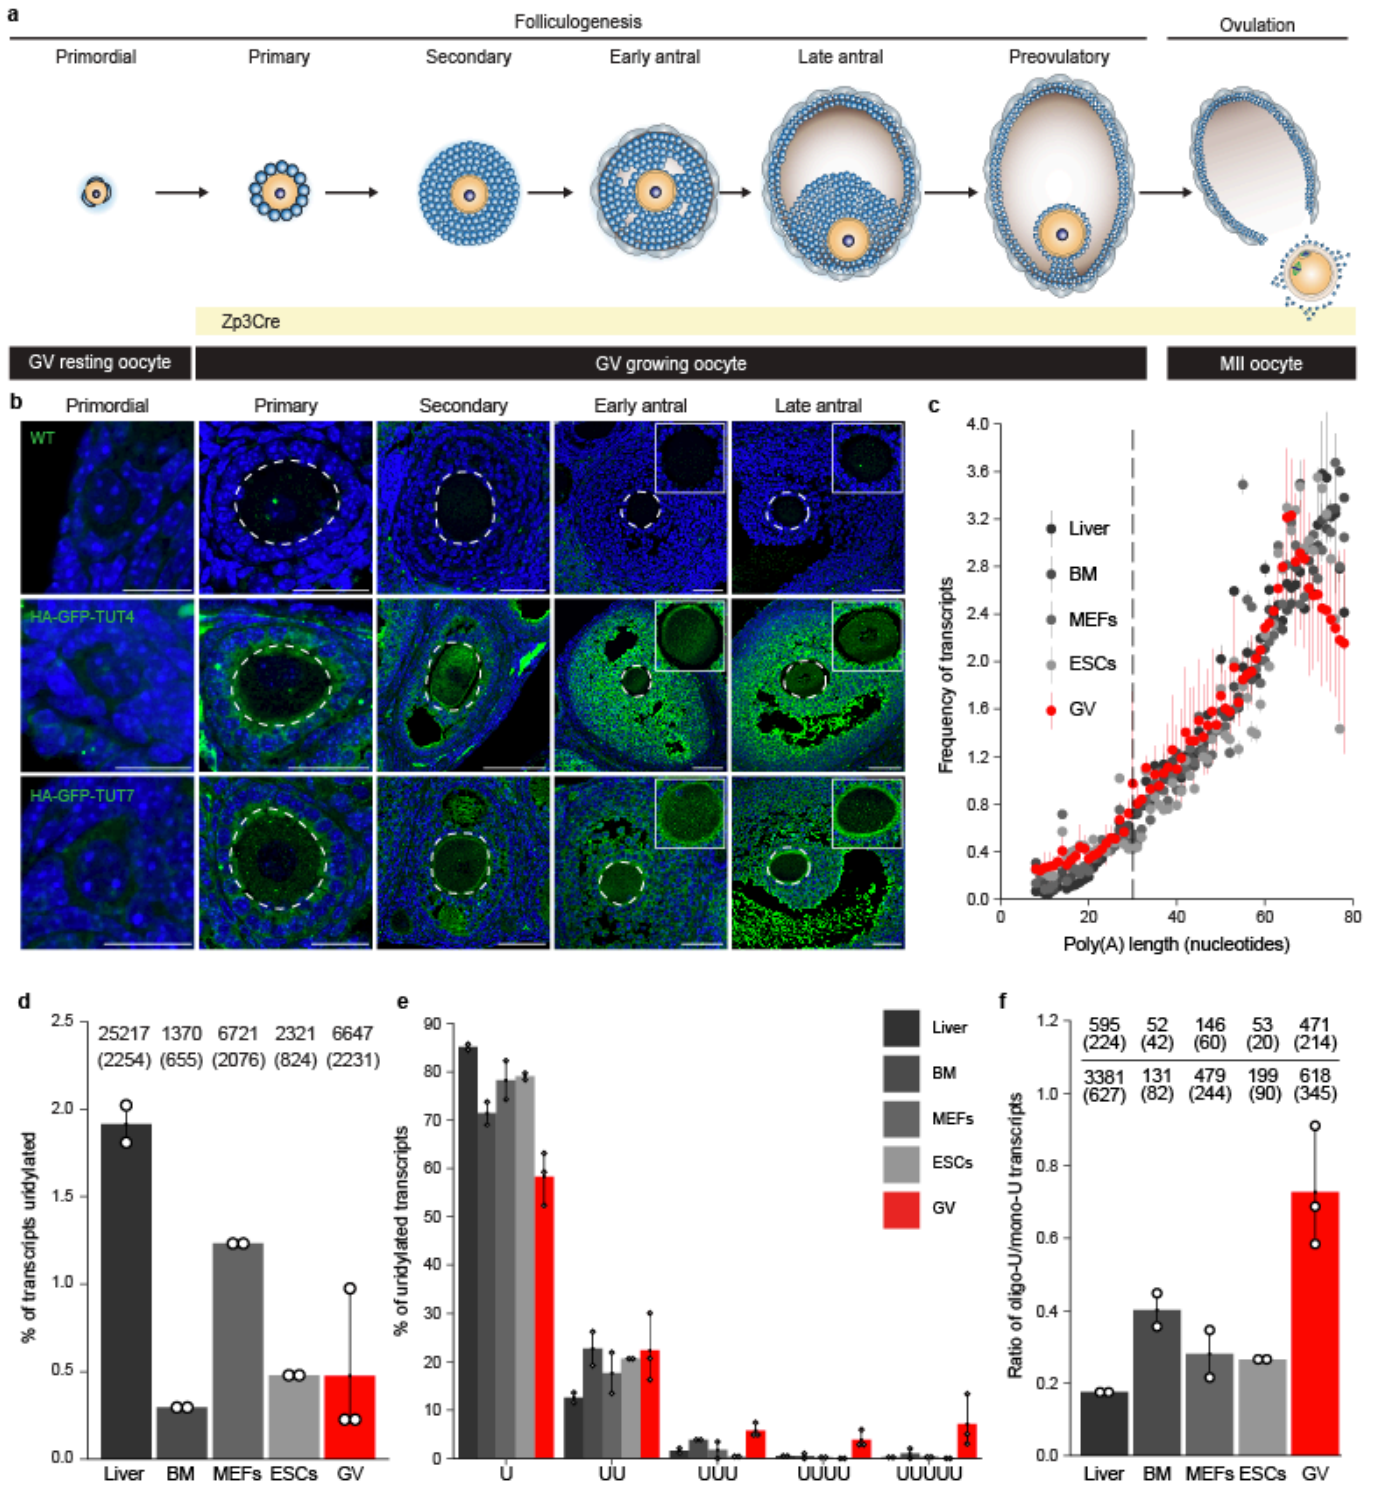 a
Folliculogenesis
Ovulation
Primordial
Primary
Secondary
Early antral
Late antral
Preovulatory
Zp3Cre
GV resting oocyte
GV growing oocyte
MII oocyte
b
Primordial
Primary
Secondary
Early antral
Late antral
WT
HA-GFP-TUT4
HA-GFP-TUT7
c
Frequency of transcripts
4.0
3.6
3.2
2.8
2.4
2.0
1.6
1.2
0.8
0.4
0.0
Liver
BM
MEFs
ESCs
GV
0 20 40 60 80
Poly(A) length (nucleotides)
d
% of transcripts uridylated
2.5
2.0
1.5
1.0
0.5
0.0
25217 1370 6721 2321 6647
(2254) (655) (2076) (824) (2231)
Liver BM MEFs ESCs GV
e
% of uridylated transcripts
90
80
70
60
50
40
30
20
10
0
U UU UUU UUUU UUUUU
Liver
BM
MEFs
ESCs
GV
f
Ratio of oligo-U/mono-U transcripts
1.2
1.0
0.8
0.6
0.4
0.2
0.0
595 52 146 53 471
(224) (42) (60) (20) (214)
3381 131 479 199 618
(627) (82) (244) (90) (345)
Liver BM MEFs ESCs GV